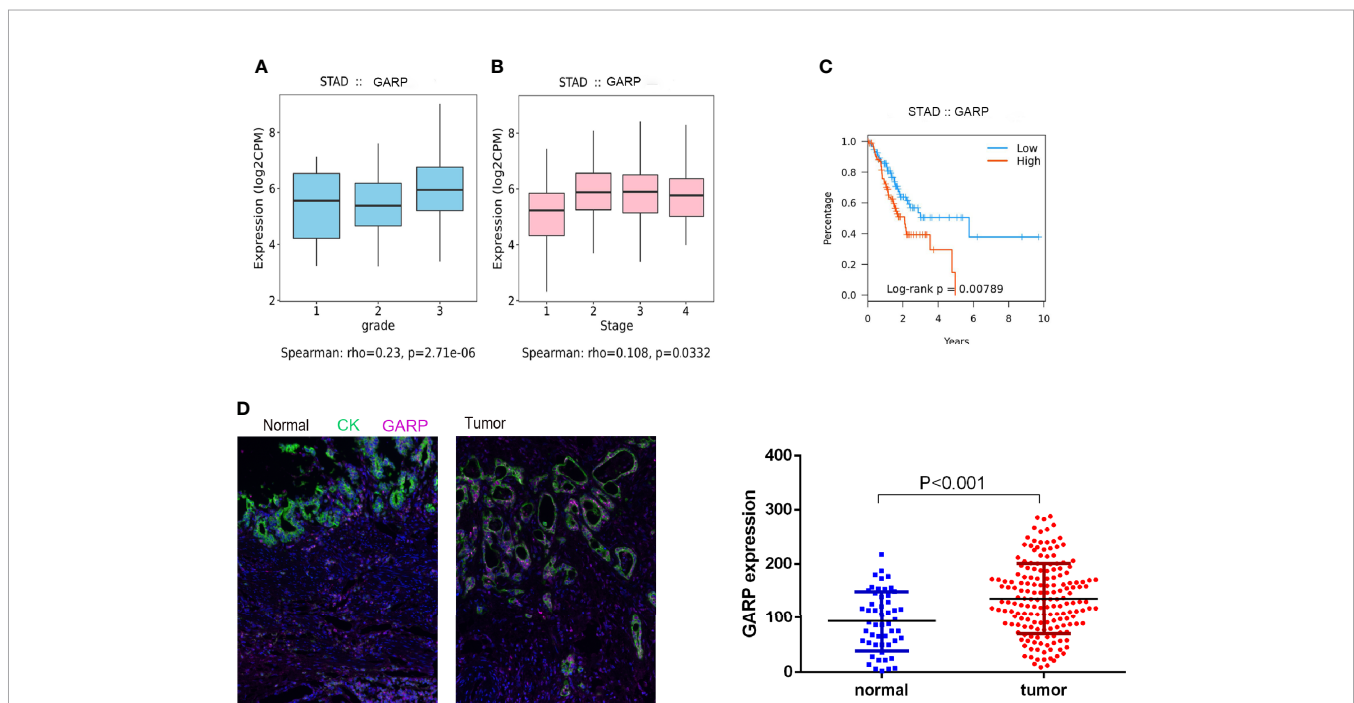 A
STAD :: GARP
Expression (log2CPM)
8
6
4
2
1 2 3
grade
Spearman: rho=0.23, p=2.71e-06
B
STAD :: GARP
Expression (log2CPM)
8
6
4
2
1 2 3 4
Stage
Spearman: rho=0.108, p=0.0332
C
STAD :: GARP
Low
High
Percentage
1.0
0.8
0.6
0.4
0.2
0.0
Log-rank p = 0.00789
0 2 4 6 8 10
Years
D
Normal CK GARP
Tumor
GARP expression
400
300
200
100
0
P<0.001
normal tumor